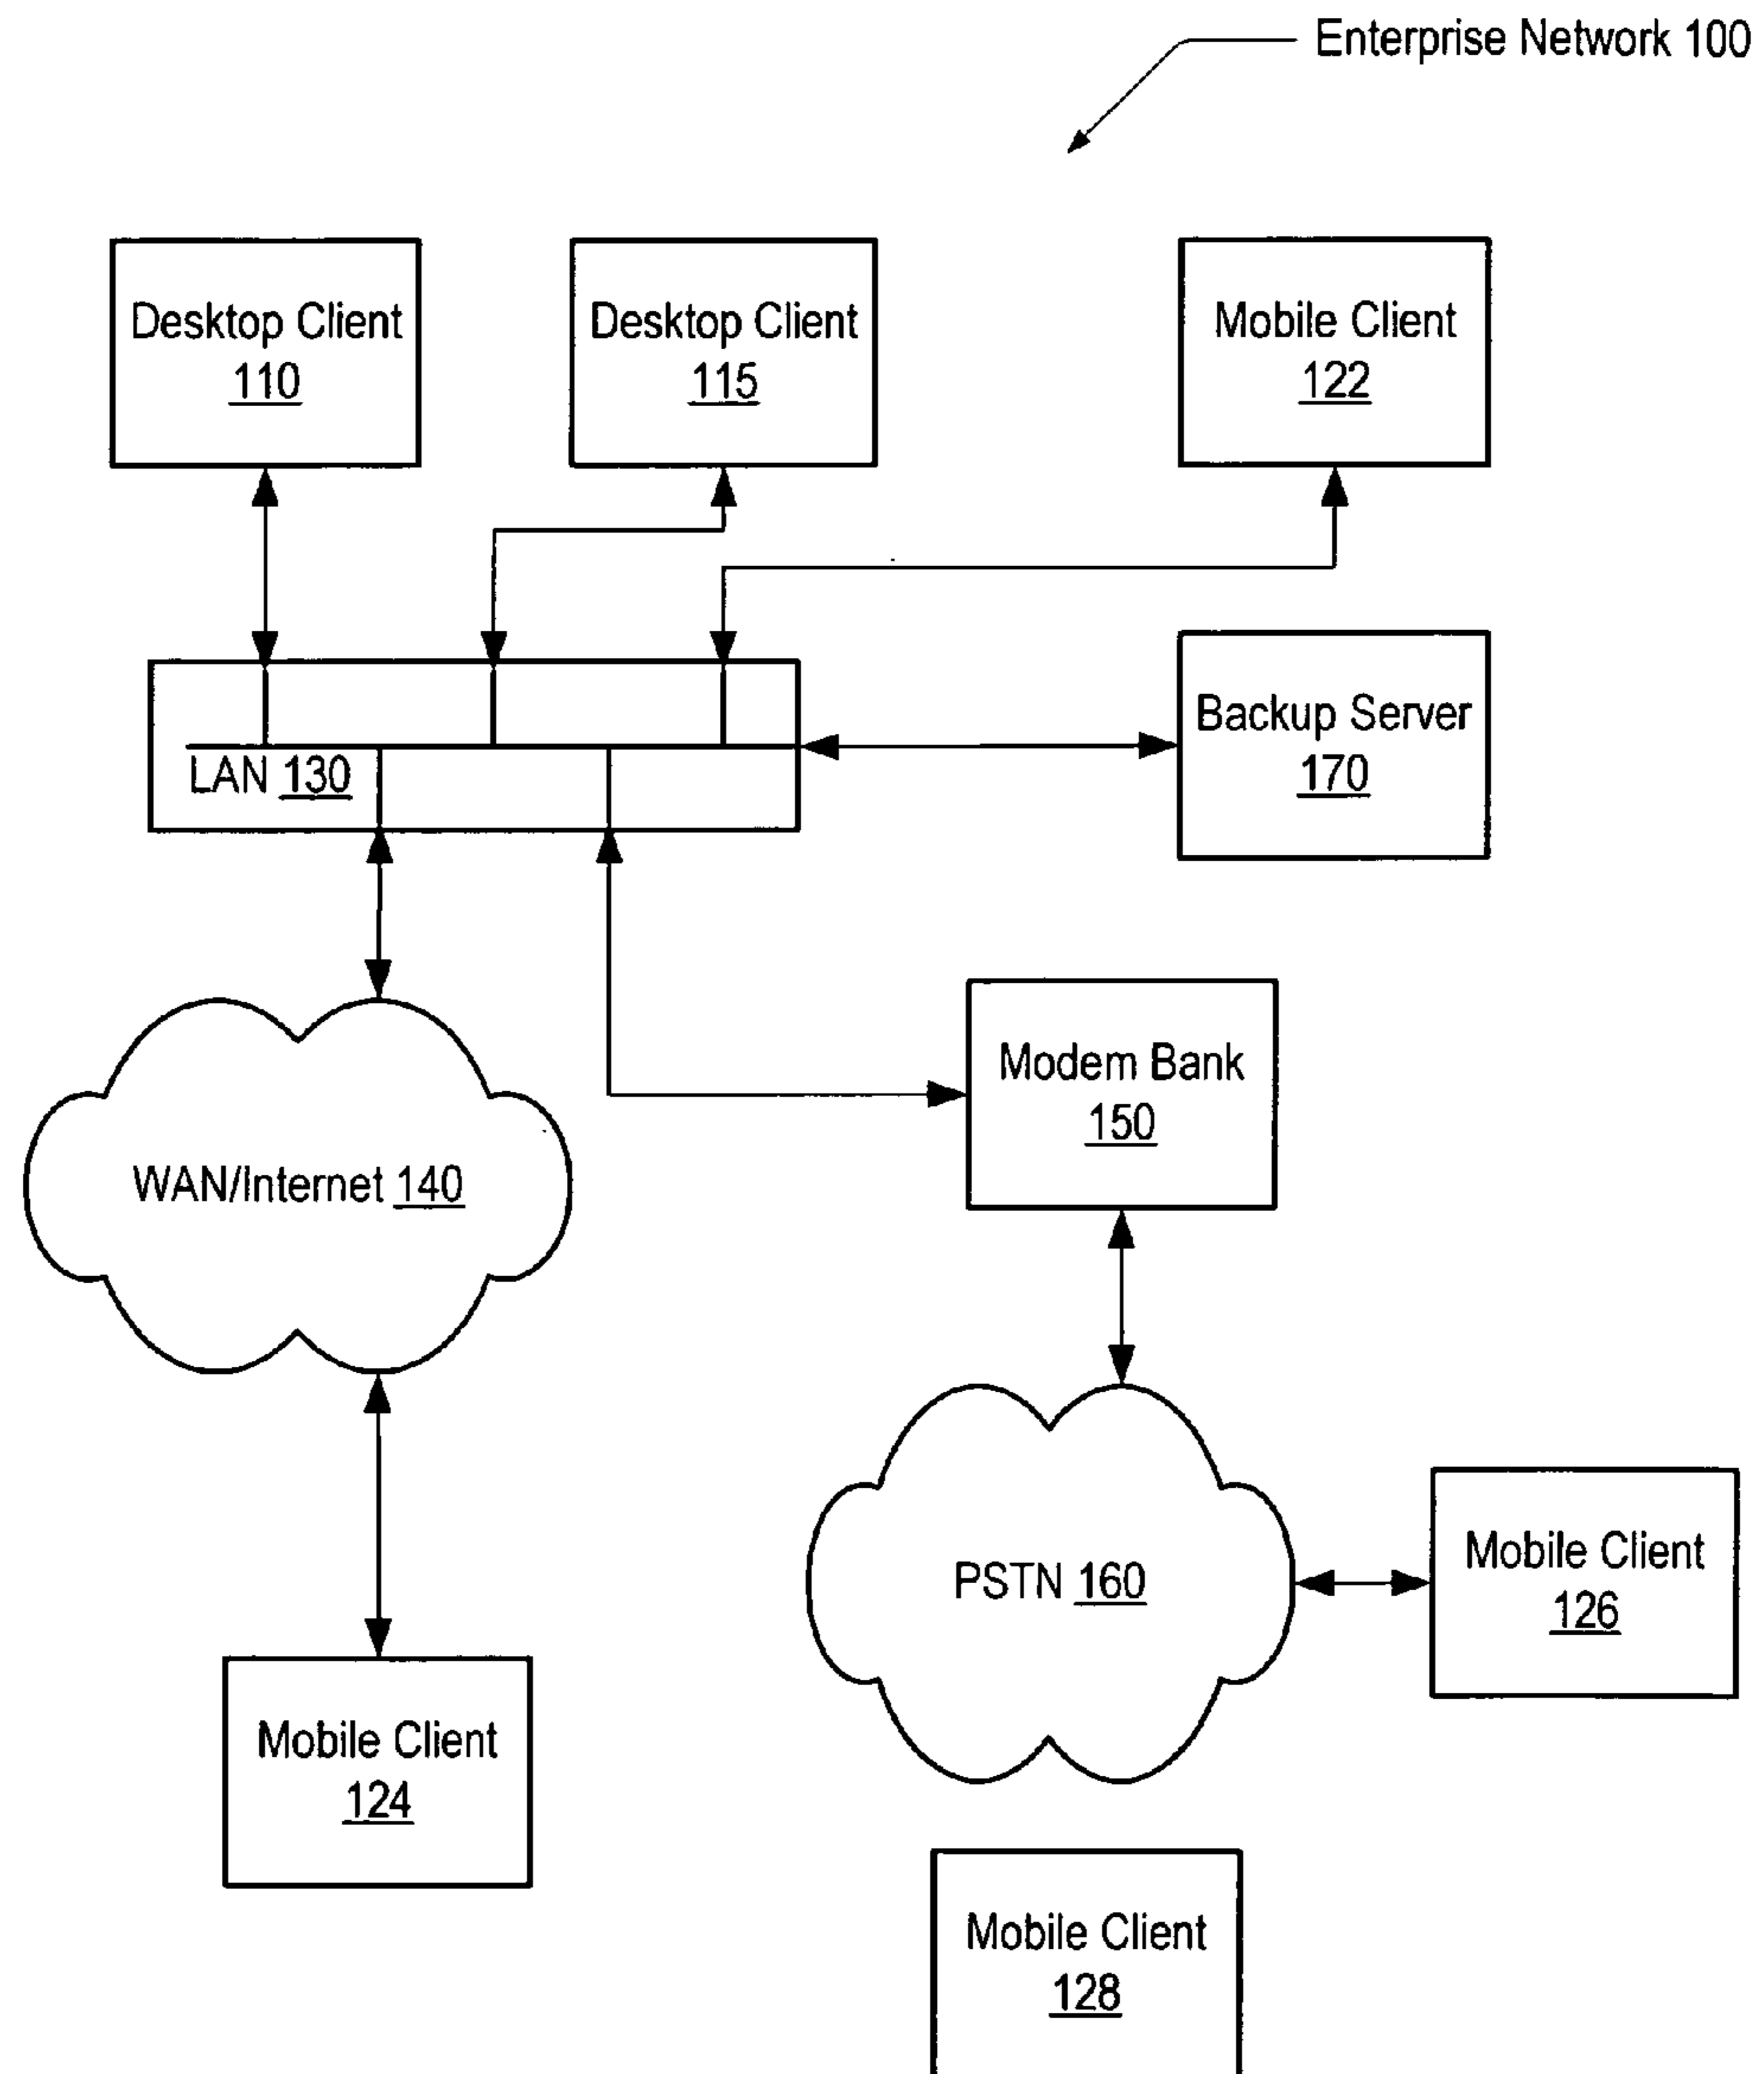 Enterprise Network 100
Desktop Client
110
Desktop Client
115
Mobile Client
122
Backup Server
170
LAN 130
Modem Bank
150
WAN/Internet 140
PSTN 160
Mobile Client
126
Mobile Client
124
Mobile Client
128